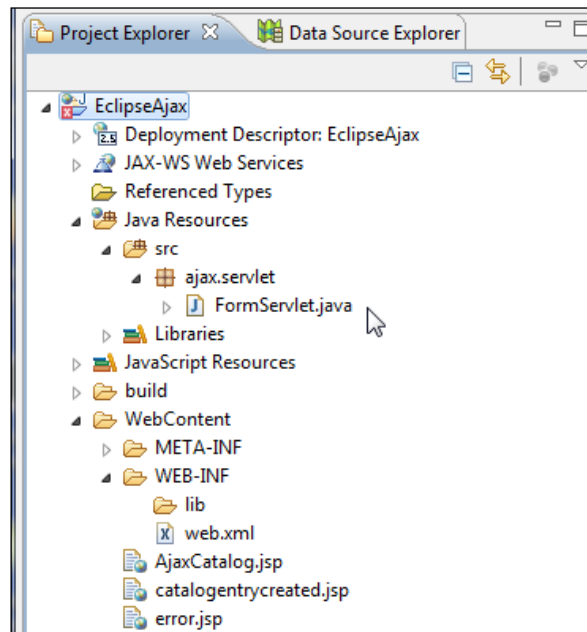 Project Explorer Data Source Explorer
EclipseAjax
2.5 Deployment Descriptor: EclipseAjax
JAX-WS Web Services
Referenced Types
Java Resources
src
ajax.servlet
J FormServlet.java
Libraries
JavaScript Resources
build
WebContent
META-INF
WEB-INF
lib
X web.xml
AjaxCatalog.jsp
catalogentrycreated.jsp
error.jsp